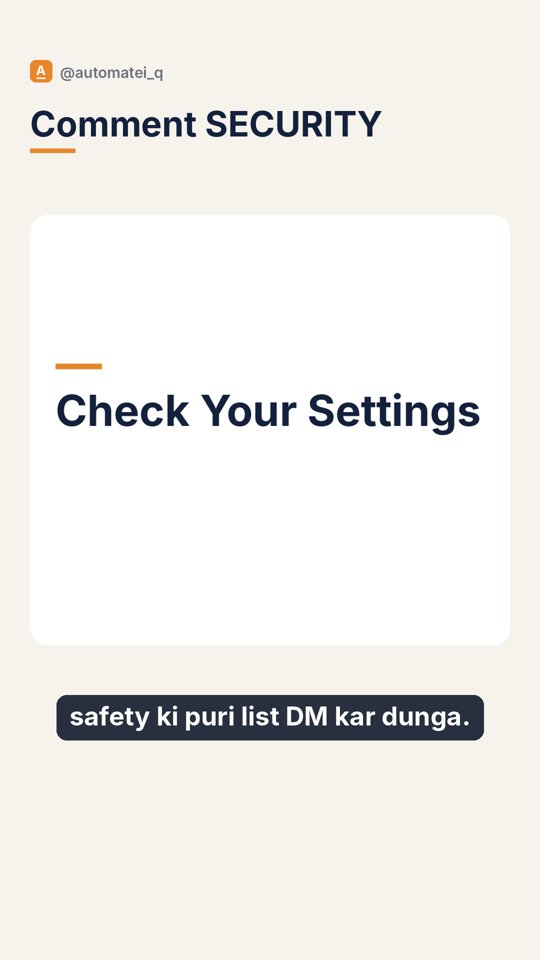 A @automatei_q
Comment SECURITY
Check Your Settings
safety ki puri list DM kar dunga.